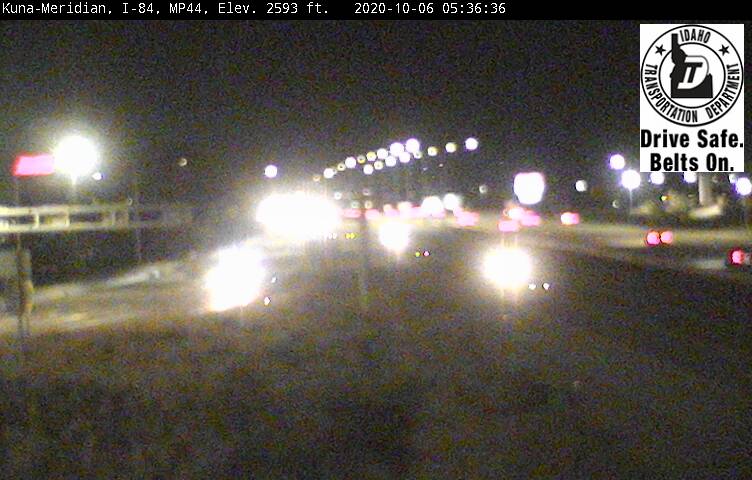 Kuna-Meridian, I-84, MP44, Elev. 2593 ft.   2020-10-06 05:36:36
IDAHO
TRANSPORTATION DEPARTMENT
Drive Safe.
Belts On.